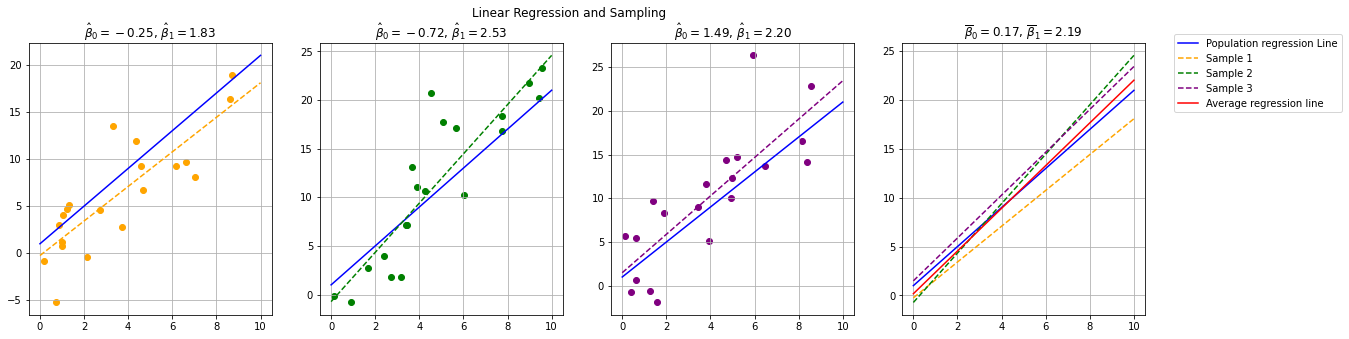 Linear Regression and Sampling
β̂₀ = −0.25, β̂₁ = 1.83
20
15
10
5
0
−5
0 2 4 6 8 10
β̂₀ = −0.72, β̂₁ = 2.53
25
20
15
10
5
0
0 2 4 6 8 10
β̂₀ = 1.49, β̂₁ = 2.20
25
20
15
10
5
0
0 2 4 6 8 10
β̅₀ = 0.17, β̅₁ = 2.19
25
20
15
10
5
0
0 2 4 6 8 10
Population regression Line
Sample 1
Sample 2
Sample 3
Average regression line